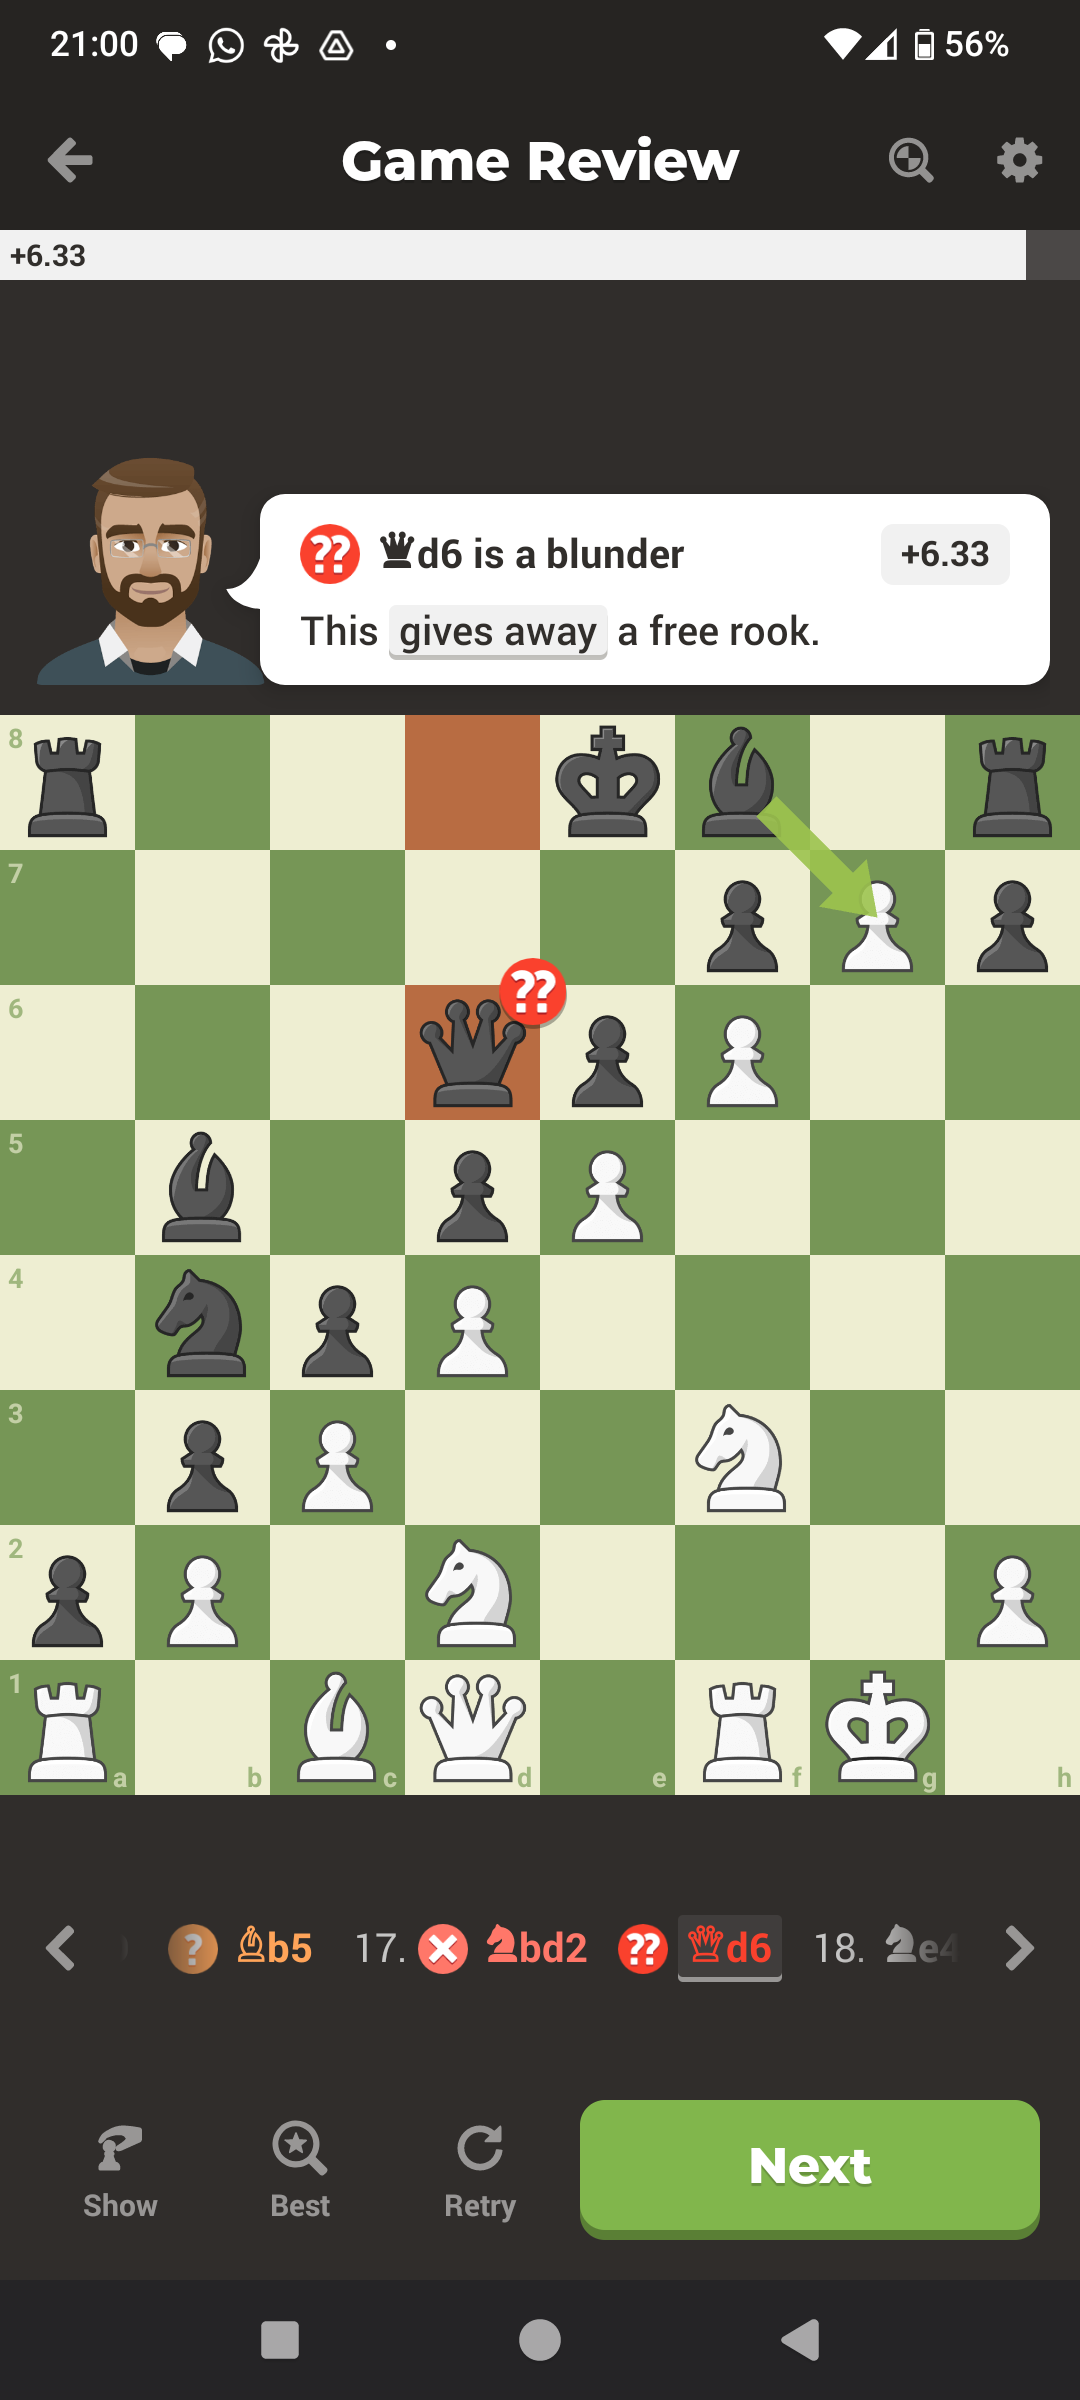 21:00
56%
Game Review
+6.33
?? d6 is a blunder
+6.33
This gives away a free rook.
8
7
6
??
5
4
3
2
1
a b c d e f g h
? b5 17. bd2 ?? d6 18. e4
Show Best Retry Next